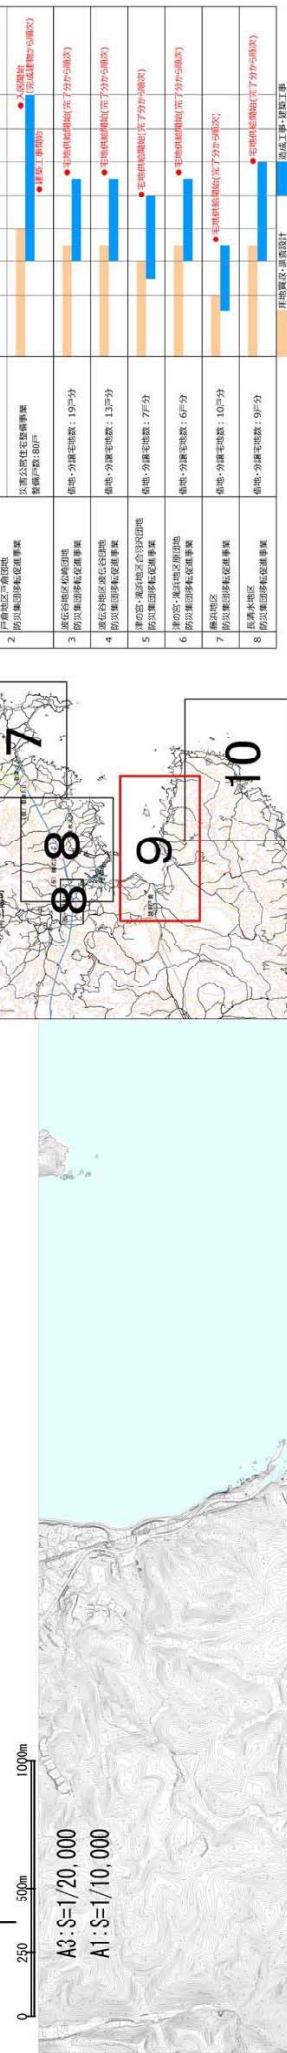 0 250 500m 1000m
A3:S=1/20,000
A1:S=1/10,000
7
8
8
9
10
2
戸倉地区戸倉団地
防災集団移転促進事業
災害公営住宅整備事業
整備戸数:80戸
●建築工事開始
●入居開始
(完成建物から順次)
3
波伝谷地区松崎団地
防災集団移転促進事業
借地・分譲宅地数:19戸分
●宅地供給開始(完了分から順次)
4
波伝谷地区波伝谷団地
防災集団移転促進事業
借地・分譲宅地数:13戸分
●宅地供給開始(完了分から順次)
5
津の宮・滝浜地区合羽沢団地
防災集団移転促進事業
借地・分譲宅地数:7戸分
●宅地供給開始(完了分から順次)
6
津の宮・滝浜地区原団地
防災集団移転促進事業
借地・分譲宅地数:6戸分
●宅地供給開始(完了分から順次)
7
藤浜地区
防災集団移転促進事業
借地・分譲宅地数:10戸分
●宅地供給開始(完了分から順次)
8
長清水地区
防災集団移転促進事業
借地・分譲宅地数:9戸分
●宅地供給開始(完了分から順次)
用地買収・調査設計
造成工事・建築工事